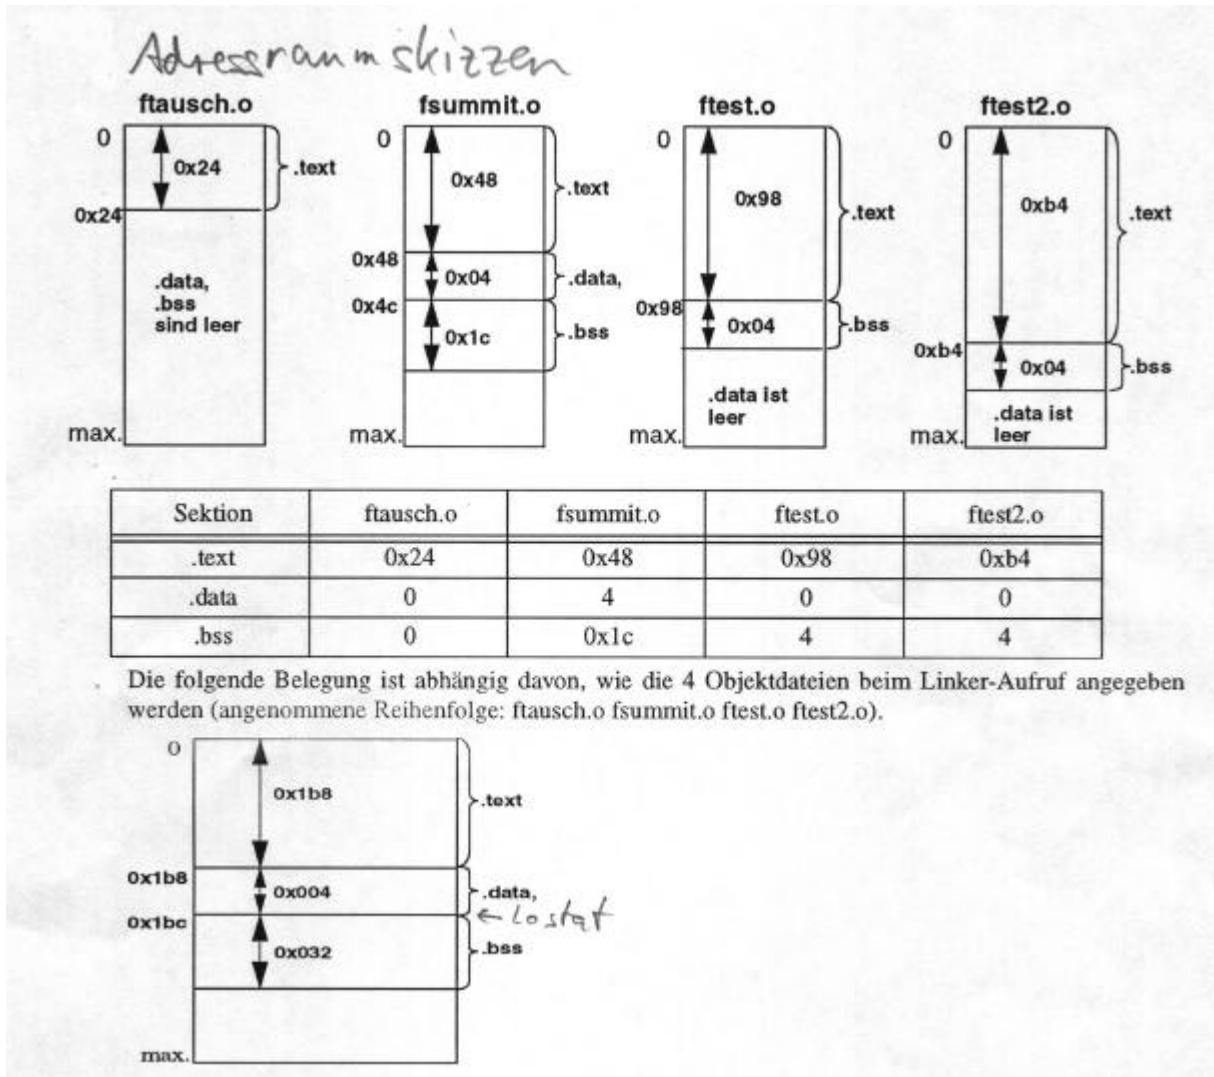 Adressraumskizzen
ftausch.o fsummit.o ftest.o ftest2.o
0 0x24 .text
0x24
.data,
.bss
sind leer
max.
0 0x48 .text
0x48 0x04 .data,
0x4c 0x1c .bss
max.
0 0x98 .text
0x98 0x04 .bss
.data ist
leer
max.
0 0xb4 .text
0xb4 0x04 .bss
.data ist
leer
max.
Sektion ftausch.o fsummit.o ftest.o ftest2.o
.text 0x24 0x48 0x98 0xb4
.data 0 4 0 0
.bss 0 0x1c 4 4
Die folgende Belegung ist abhängig davon, wie die 4 Objektdateien beim Linker-Aufruf angegeben
werden (angenommene Reihenfolge: ftausch.o fsummit.o ftest.o ftest2.o).
0 0x1b8 .text
0x1b8 0x004 .data,
0x1bc ← lostat
0x032 .bss
max.